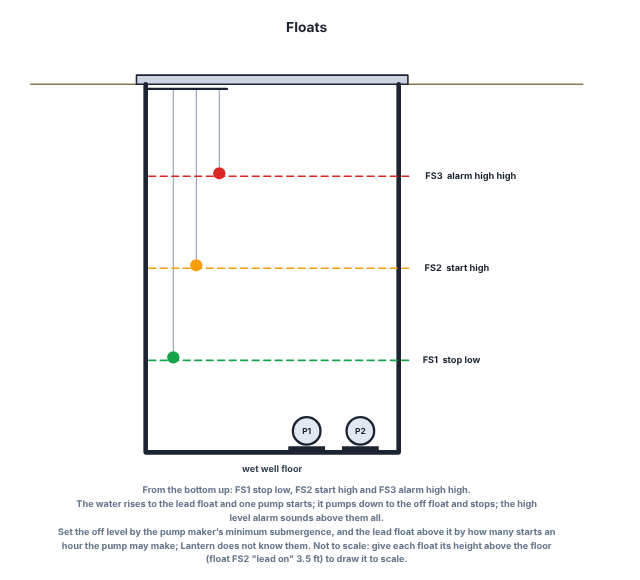 Floats
FS3 alarm high high
FS2 start high
FS1 stop low
P1 P2
wet well floor
From the bottom up: FS1 stop low, FS2 start high and FS3 alarm high high.
The water rises to the lead float and one pump starts; it pumps down to the off float and stops; the high
level alarm sounds above them all.
Set the off level by the pump maker’s minimum submergence, and the lead float above it by how many starts an
hour the pump may make; Lantern does not know them. Not to scale: give each float its height above the floor
(float FS2 "lead on" 3.5 ft) to draw it to scale.